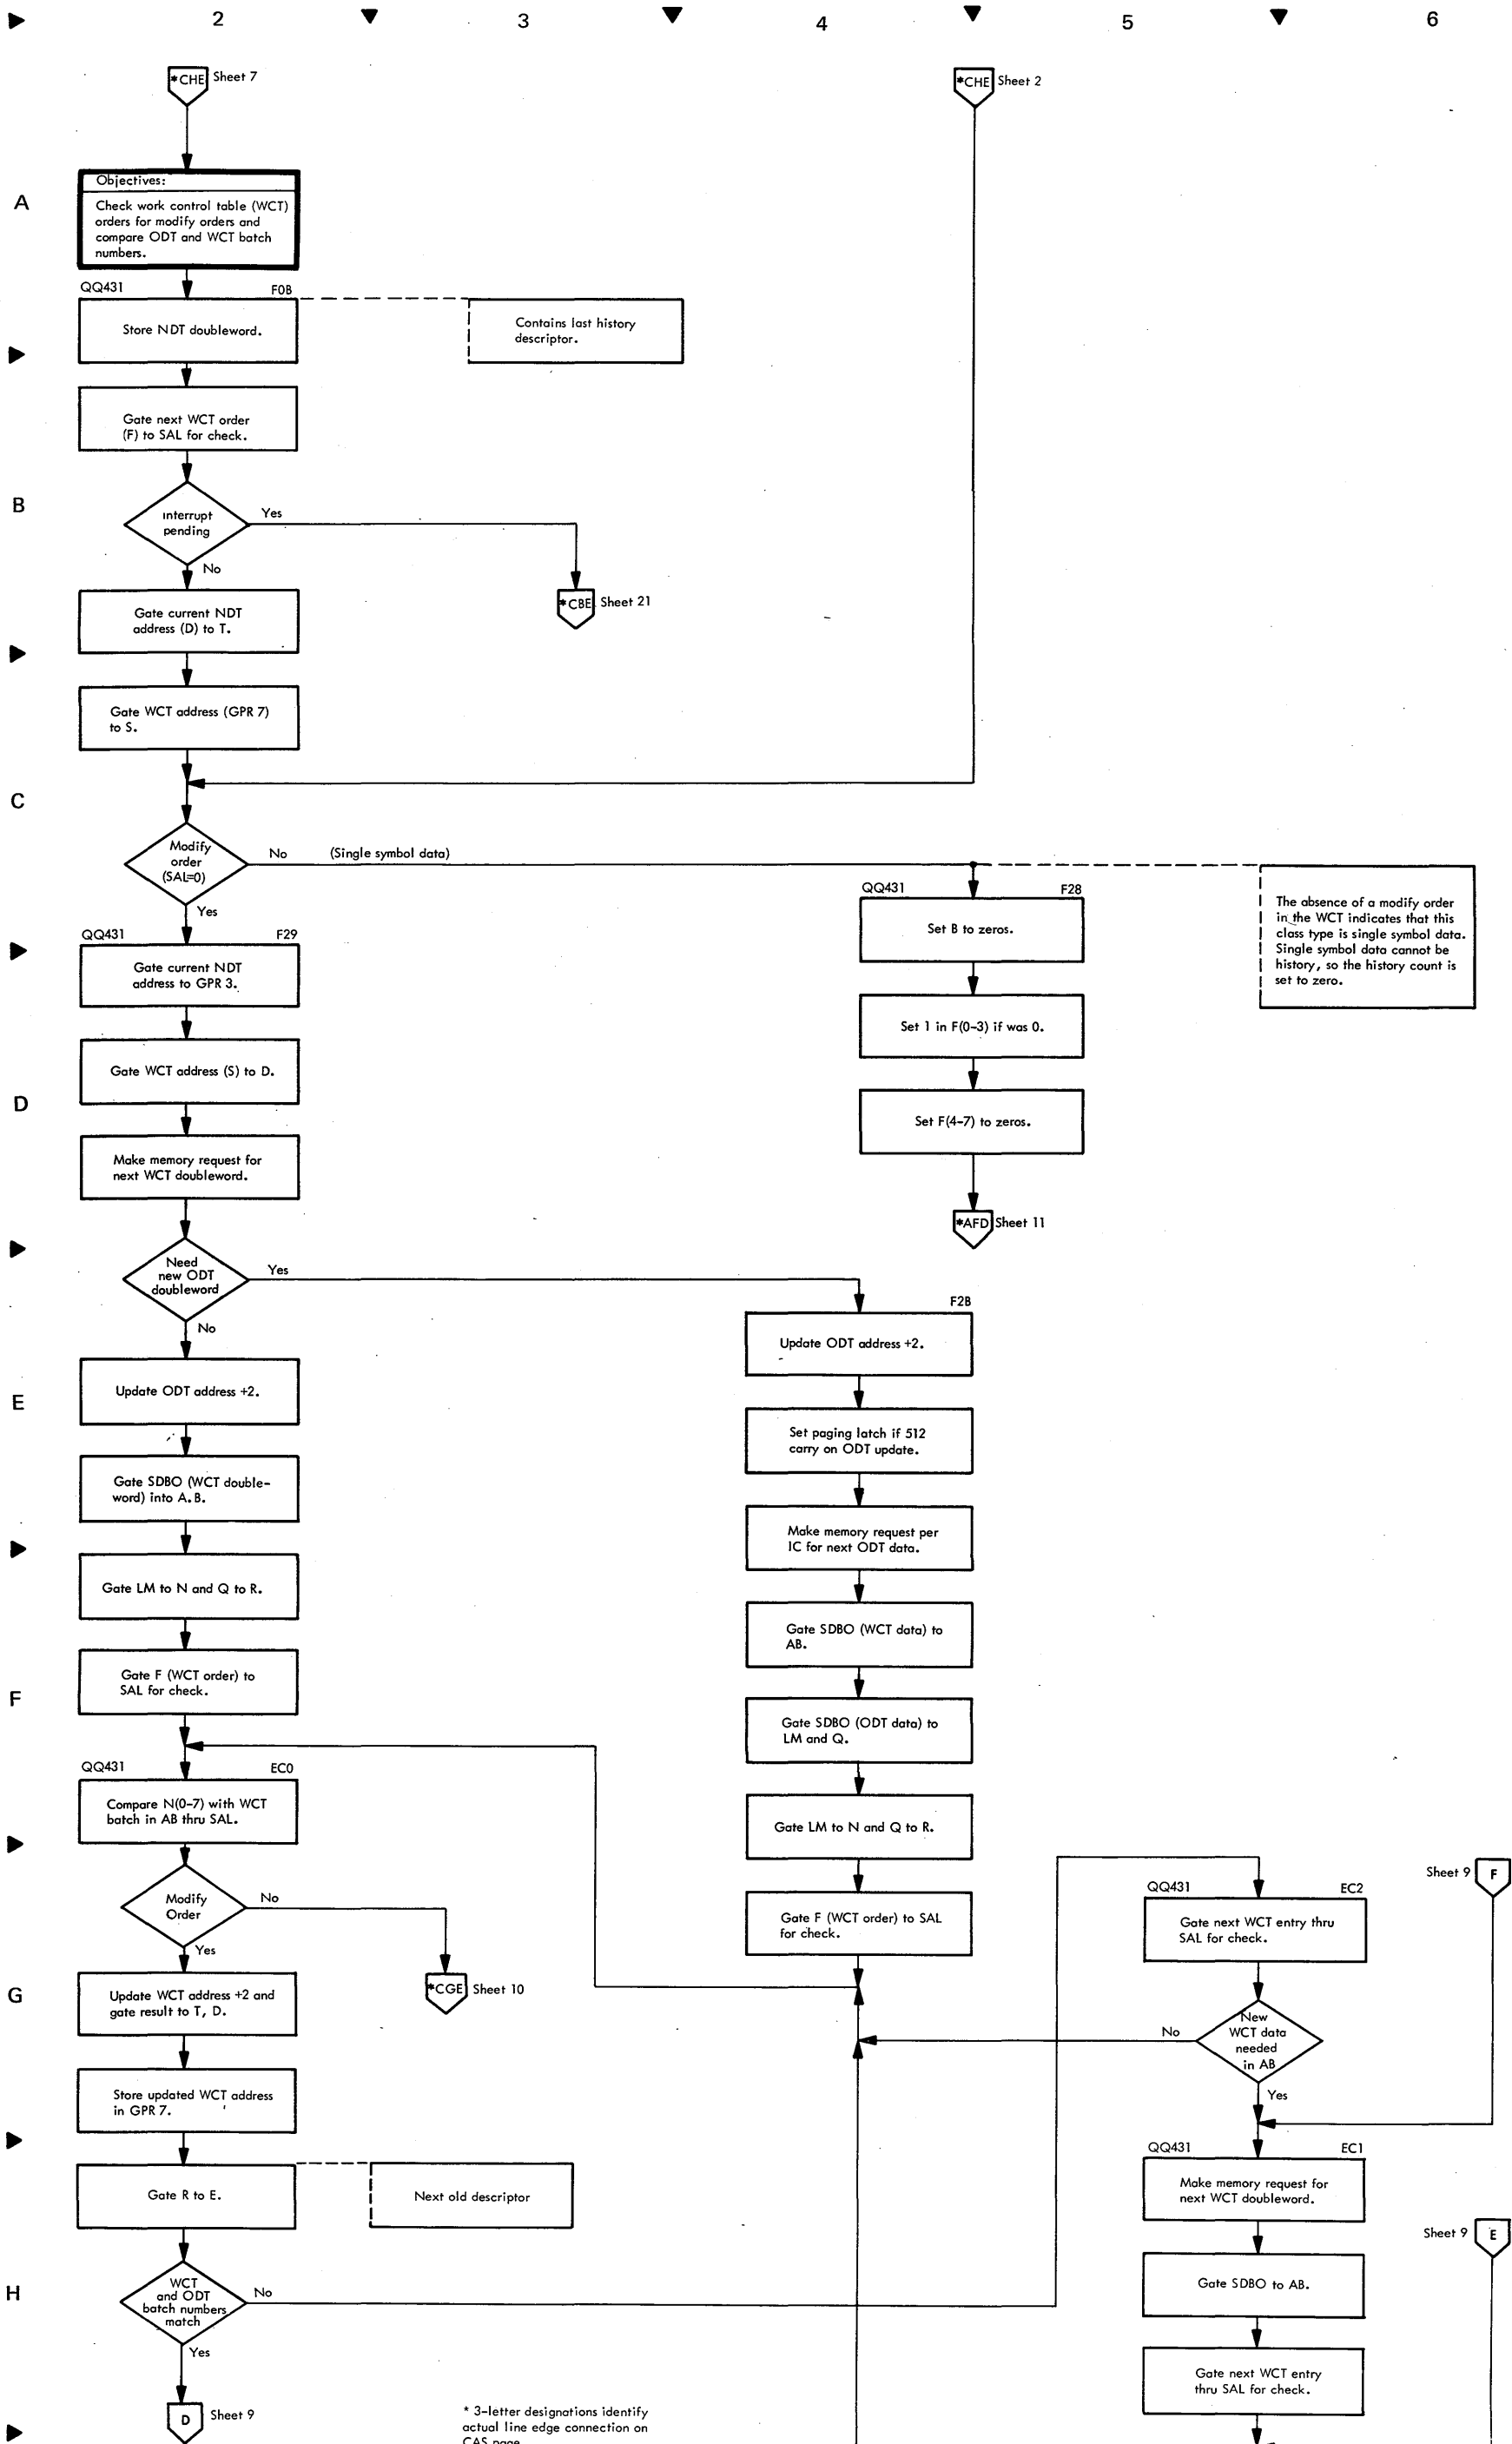 2 3 4 5 6
*CHE Sheet 7
*CHE Sheet 2
A
Objectives:
Check work control table (WCT)
orders for modify orders and
compare ODT and WCT batch
numbers.
QQ431 F0B
Store NDT doubleword.
Contains last history
descriptor.
Gate next WCT order
(F) to SAL for check.
B
Interrupt
pending
Yes
No
*CBE Sheet 21
Gate current NDT
address (D) to T.
Gate WCT address (GPR 7)
to S.
C
Modify
order
(SAL=0)
No (Single symbol data)
Yes
QQ431 F28
Set B to zeros.
The absence of a modify order
in the WCT indicates that this
class type is single symbol data.
Single symbol data cannot be
history, so the history count is
set to zero.
QQ431 F29
Gate current NDT
address to GPR 3.
Set 1 in F(0-3) if was 0.
Gate WCT address (S) to D.
D
Set F(4-7) to zeros.
Make memory request for
next WCT doubleword.
*AFD Sheet 11
Need
new ODT
doubleword
Yes
No
F2B
Update ODT address +2.
Update ODT address +2.
E
Set paging latch if 512
carry on ODT update.
Gate SDBO (WCT double-
word) into A.B.
Make memory request per
IC for next ODT data.
Gate LM to N and Q to R.
Gate SDBO (WCT data) to
AB.
Gate F (WCT order) to
SAL for check.
F
Gate SDBO (ODT data) to
LM and Q.
QQ431 EC0
Compare N(0-7) with WCT
batch in AB thru SAL.
Gate LM to N and Q to R.
Modify
Order
No
Yes
Sheet 9 F
QQ431 EC2
Gate next WCT entry thru
SAL for check.
Gate F (WCT order) to SAL
for check.
*CGE Sheet 10
G
Update WCT address +2 and
gate result to T, D.
New
WCT data
needed
in AB
No
Yes
Store updated WCT address
in GPR 7.
QQ431 EC1
Make memory request for
next WCT doubleword.
Gate R to E.
Next old descriptor
Sheet 9 E
H
WCT
and ODT
batch numbers
match
No
Yes
Gate SDBO to AB.
Gate next WCT entry
thru SAL for check.
D Sheet 9
* 3-letter designations identify
actual line edge connection on
CAS page